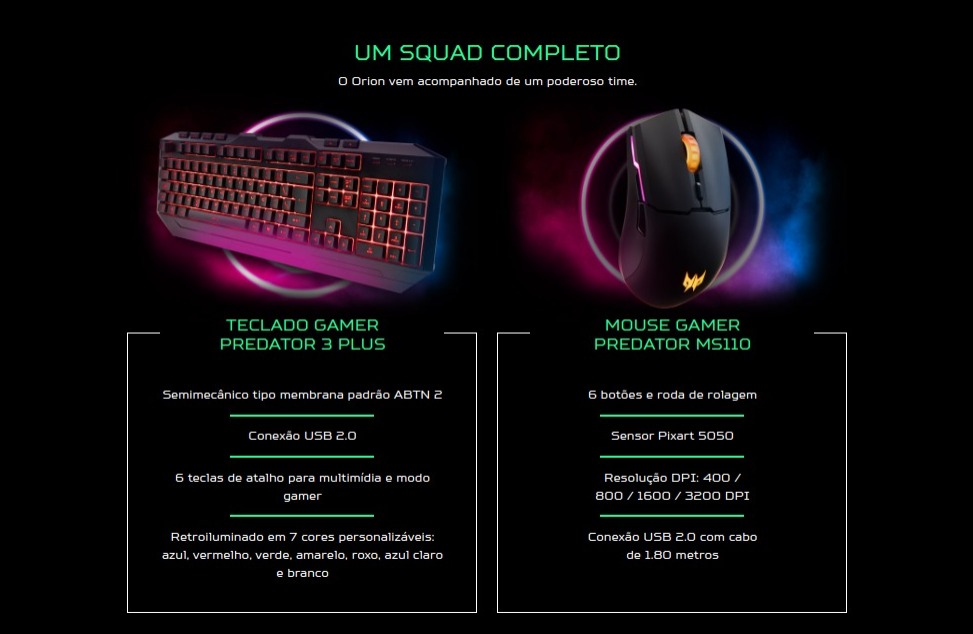 UM SQUAD COMPLETO
O Orion vem acompanhado de um poderoso time.
TECLADO GAMER
PREDATOR 3 PLUS
Semimecânico tipo membrana padrão ABTN 2
Conexão USB 2.0
6 teclas de atalho para multimídia e modo
gamer
Retroiluminado em 7 cores personalizáveis:
azul, vermelho, verde, amarelo, roxo, azul claro
e branco
MOUSE GAMER
PREDATOR MS110
6 botões e roda de rolagem
Sensor Pixart 5050
Resolução DPI: 400 /
800 / 1600 / 3200 DPI
Conexão USB 2.0 com cabo
de 1.80 metros